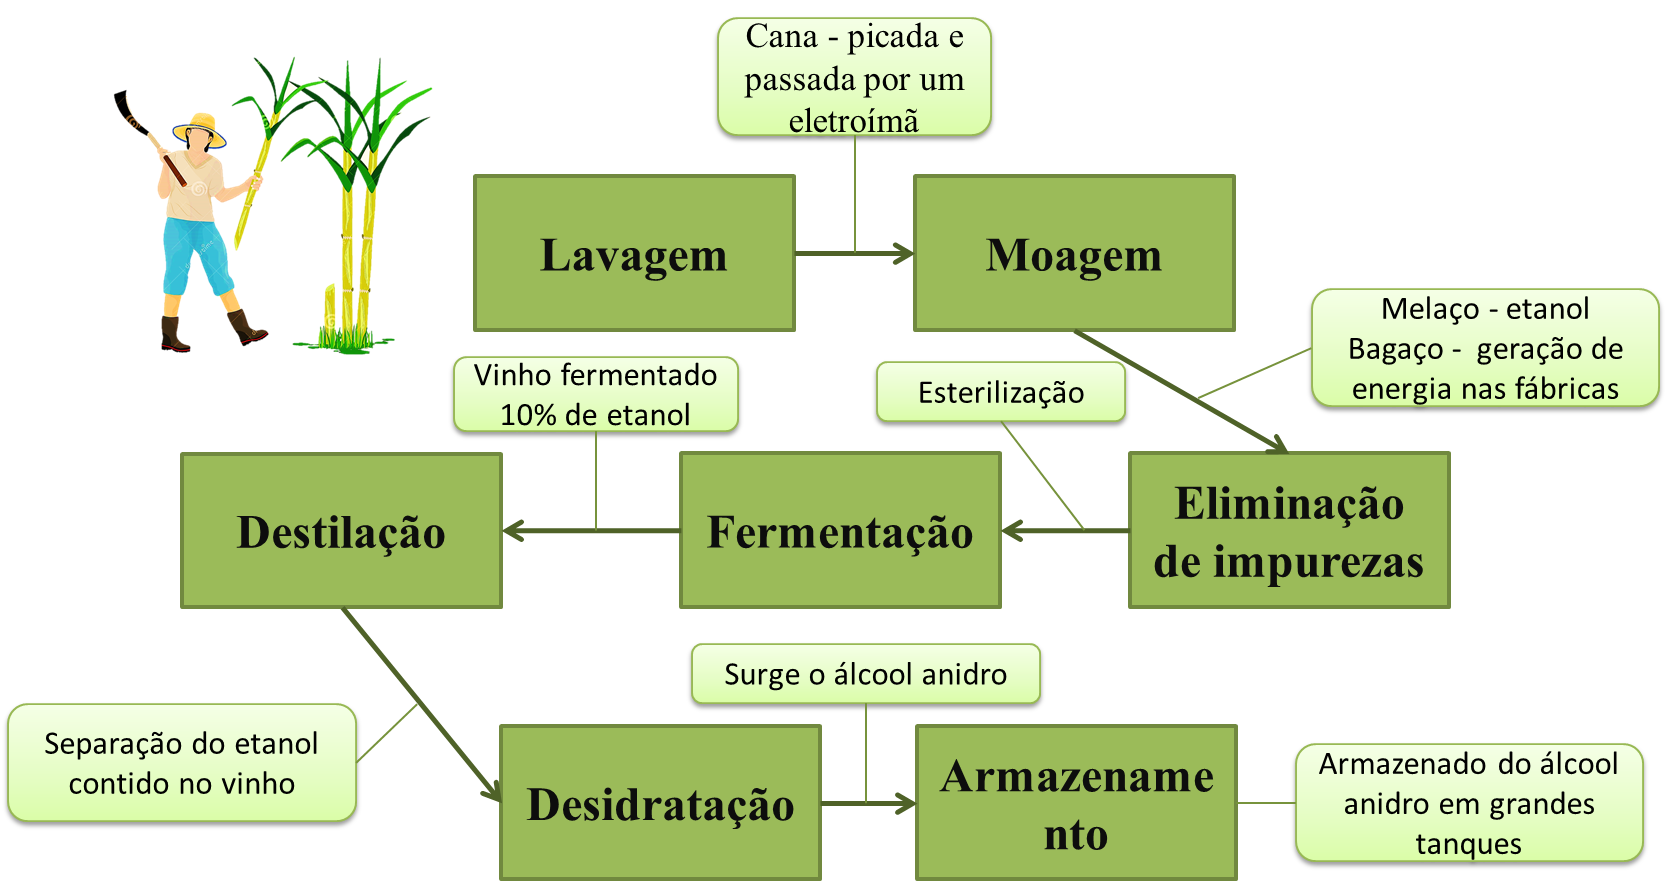 Cana - picada e
passada por um
eletroímã
Lavagem
Moagem
Melaço - etanol
Bagaço -  geração de
energia nas fábricas
Vinho fermentado
10% de etanol
Esterilização
Destilação
Fermentação
Eliminação
de impurezas
Surge o álcool anidro
Separação do etanol
contido no vinho
Desidratação
Armazename
nto
Armazenado do álcool
anidro em grandes
tanques